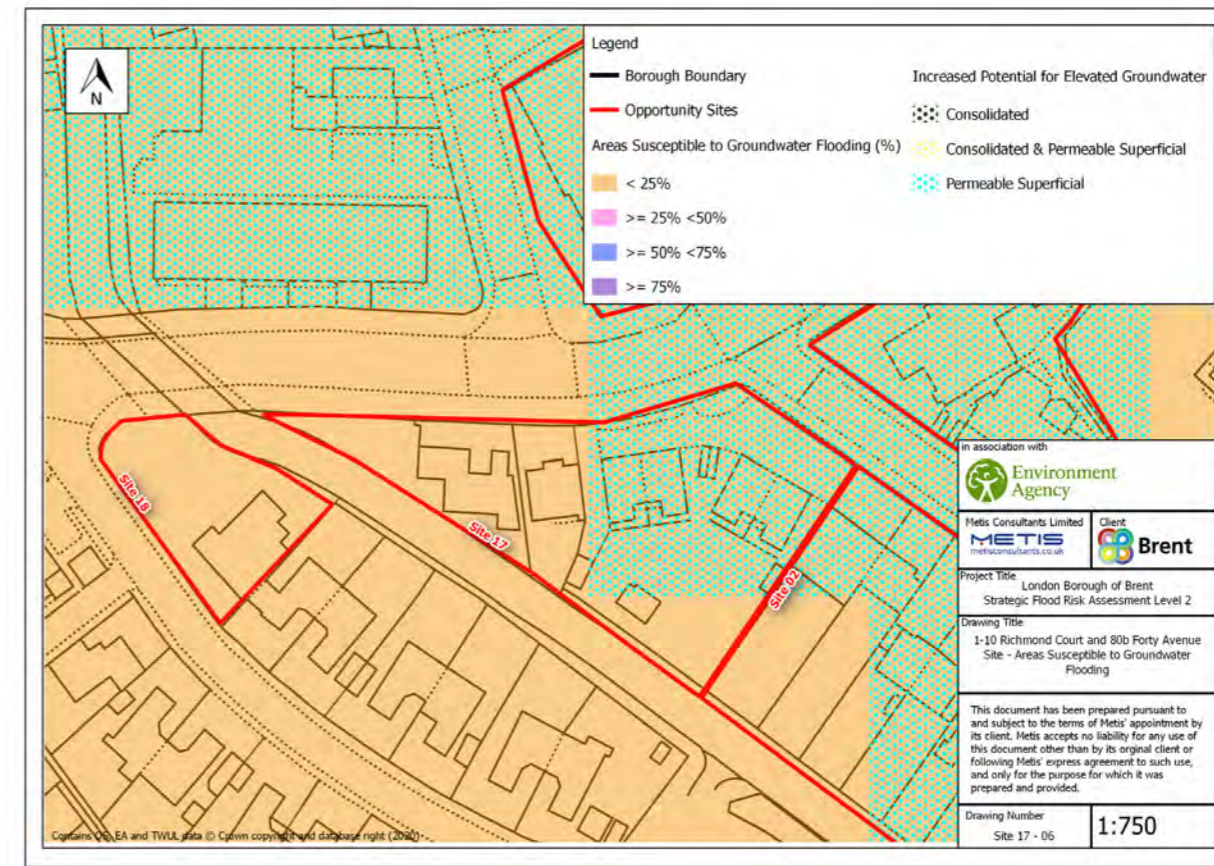 N
Legend
Borough Boundary
Opportunity Sites
Areas Susceptible to Groundwater Flooding (%)
< 25%
>= 25% <50%
>= 50% <75%
>= 75%
Increased Potential for Elevated Groundwater
Consolidated
Consolidated & Permeable Superficial
Permeable Superficial
Site 18
Site 17
Site 02
in association with
Environment
Agency
Metis Consultants Limited
METIS
metisconsultants.co.uk
Client
Brent
Project Title
London Borough of Brent
Strategic Flood Risk Assessment Level 2
Drawing Title
1-10 Richmond Court and 80b Forty Avenue
Site - Areas Susceptible to Groundwater
Flooding
This document has been prepared pursuant to
and subject to the terms of Metis' appointment by
its client. Metis accepts no liability for any use of
this document other than by its orginal client or
following Metis' express agreement to such use,
and only for the purpose for which it was
prepared and provided.
Drawing Number
Site 17 - 06
1:750
Contains OS, EA and TWUL data © Crown copyright and database right (2020)